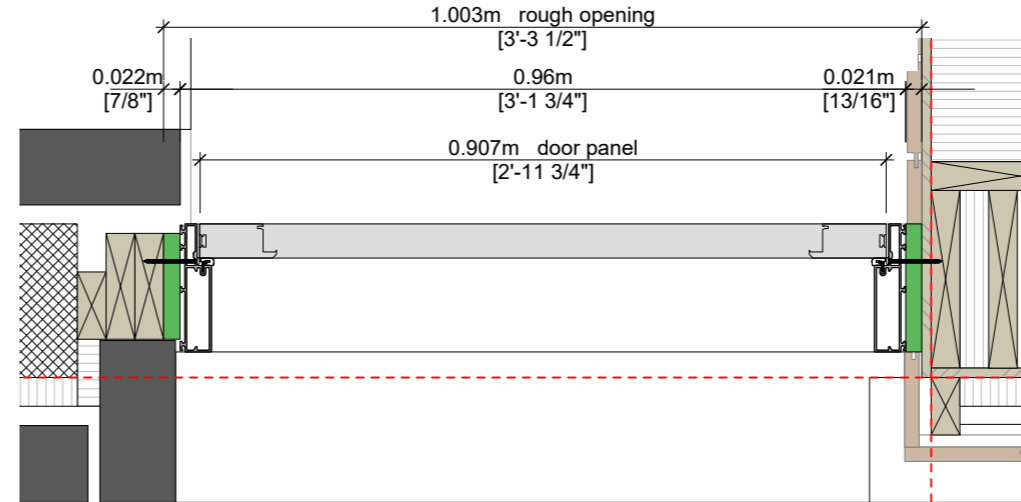 1.003m rough opening
[3'-3 1/2"]
0.022m
[7/8"]
0.96m
[3'-1 3/4"]
0.021m
[13/16"]
0.907m door panel
[2'-11 3/4"]